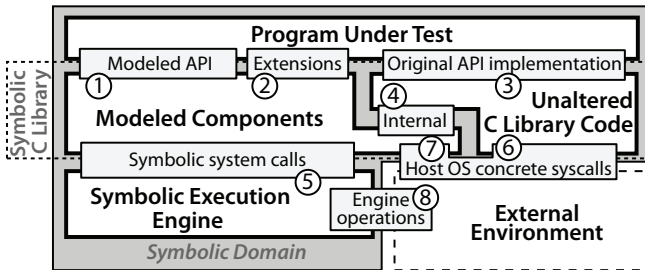 Program Under Test
Modeled API
Extensions
Original API implementation
1
2
3
Symbolic
C Library
4
Modeled Components
Internal
Unaltered
C Library Code
Symbolic system calls
5
7
6
Host OS concrete syscalls
Symbolic Execution
Engine
Engine
operations
8
External
Environment
Symbolic Domain